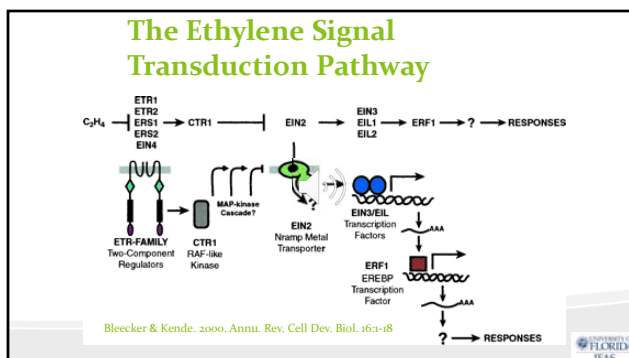 The Ethylene Signal
Transduction Pathway
C₂H₄
ETR1
ETR2
ERS1
ERS2
EIN4
CTR1
EIN2
EIN3
EIL1
EIL2
ERF1
?
RESPONSES
MAP-kinase
Cascade?
?
ETR-FAMILY
Two-Component
Regulators
CTR1
RAF-like
Kinase
EIN2
Nramp Metal
Transporter
EIN3/EIL
Transcription
Factors
AAA
ERF1
EREBP
Transcription
Factor
AAA
?
RESPONSES
Bleecker & Kende. 2000. Annu. Rev. Cell Dev. Biol. 16:1-18
UNIVERSITY of
FLORIDA
IFAS